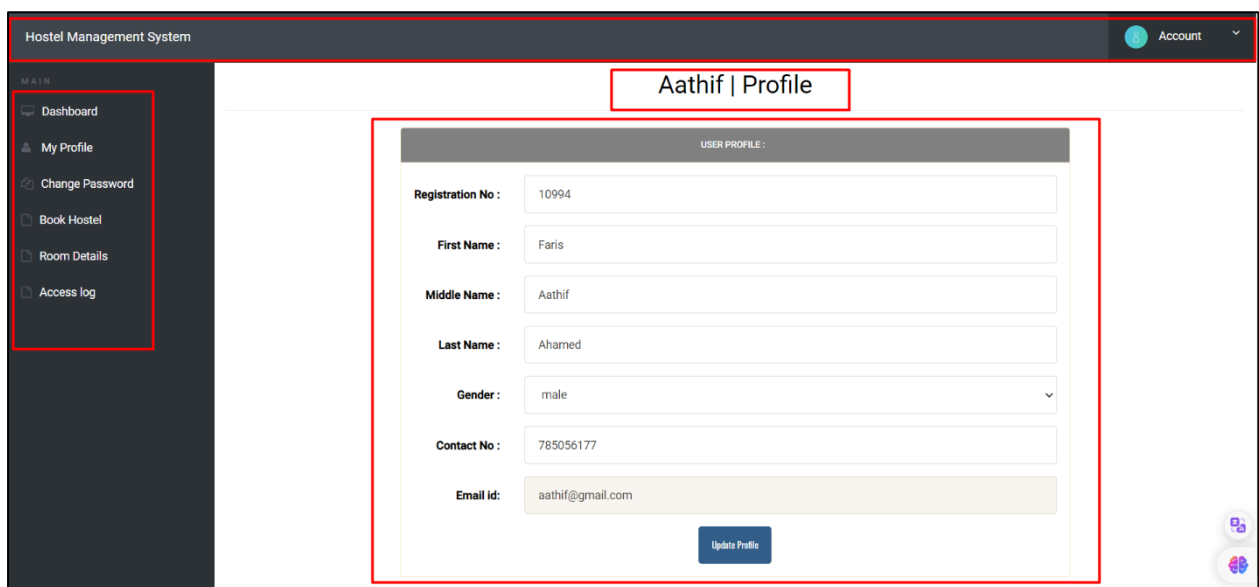 Hostel Management System
Account
MAIN
Dashboard
My Profile
Change Password
Book Hostel
Room Details
Access log
Aathif | Profile
USER PROFILE :
Registration No : 10994
First Name : Faris
Middle Name : Aathif
Last Name : Ahamed
Gender : male
Contact No : 785056177
Email id: aathif@gmail.com
Update Profile